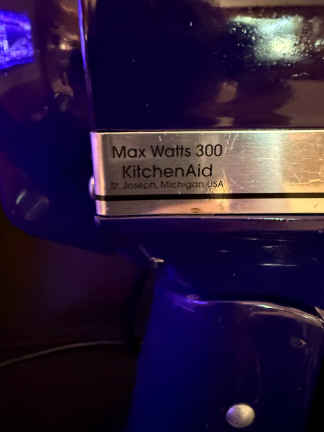 Max Watts 300
KitchenAid
St. Joseph, Michigan USA